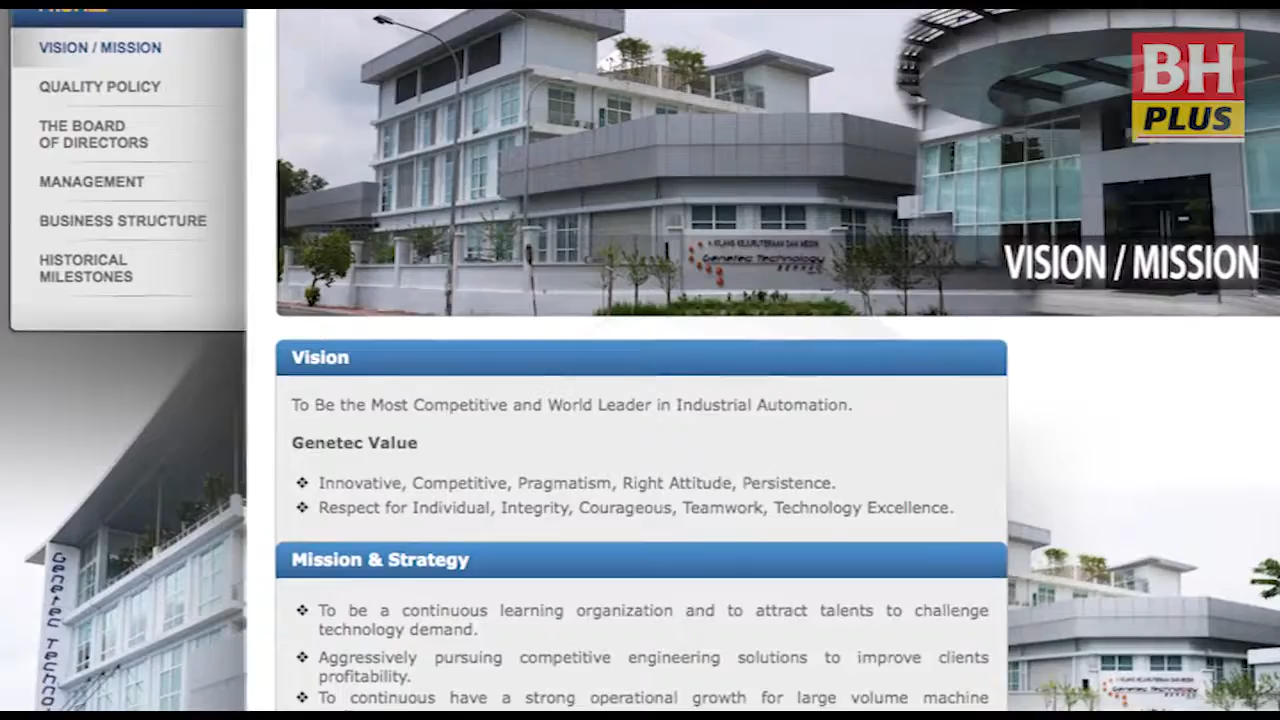 VISION / MISSION
QUALITY POLICY
THE BOARD
OF DIRECTORS
MANAGEMENT
BUSINESS STRUCTURE
HISTORICAL
MILESTONES
BH
PLUS
Genetec Technology
VISION / MISSION
Vision
To Be the Most Competitive and World Leader in Industrial Automation.
Genetec Value
❖ Innovative, Competitive, Pragmatism, Right Attitude, Persistence.
❖ Respect for Individual, Integrity, Courageous, Teamwork, Technology Excellence.
Mission & Strategy
❖ To be a continuous learning organization and to attract talents to challenge
technology demand.
❖ Aggressively pursuing competitive engineering solutions to improve clients
profitability.
❖ To continuous have a strong operational growth for large volume machine
Genetec Technology